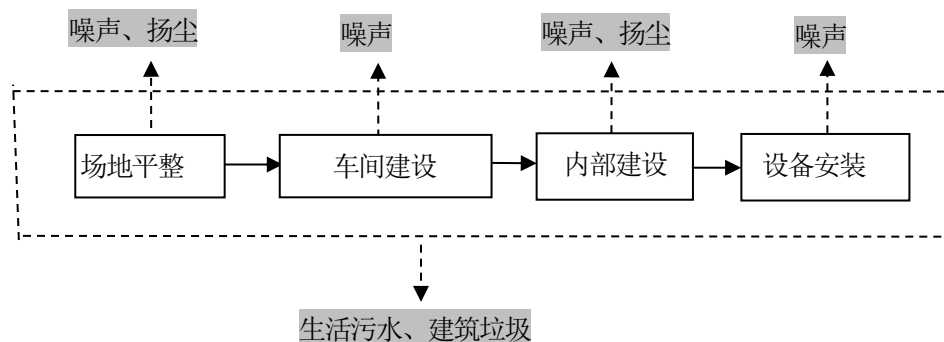 噪声、扬尘
噪声
噪声、扬尘
噪声
场地平整
车间建设
内部建设
设备安装
生活污水、建筑垃圾